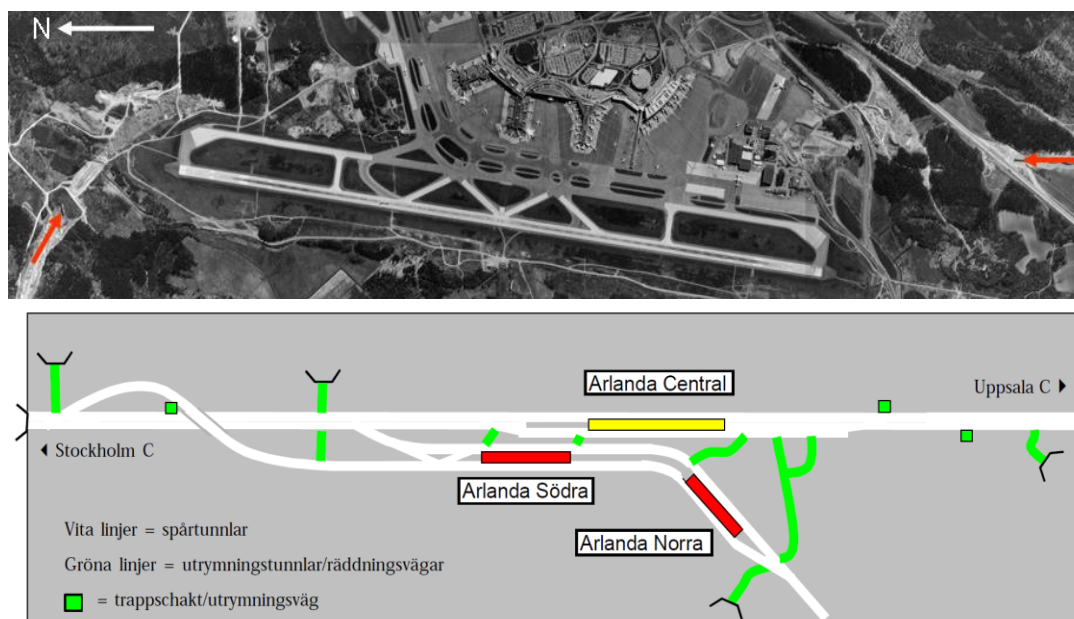 N
Arlanda Central
Uppsala C
Stockholm C
Arlanda Södra
Arlanda Norra
Vita linjer = spårtunnlar
Gröna linjer = utrymningstunnlar/räddningsvägar
= trappschakt/utrymningsväg